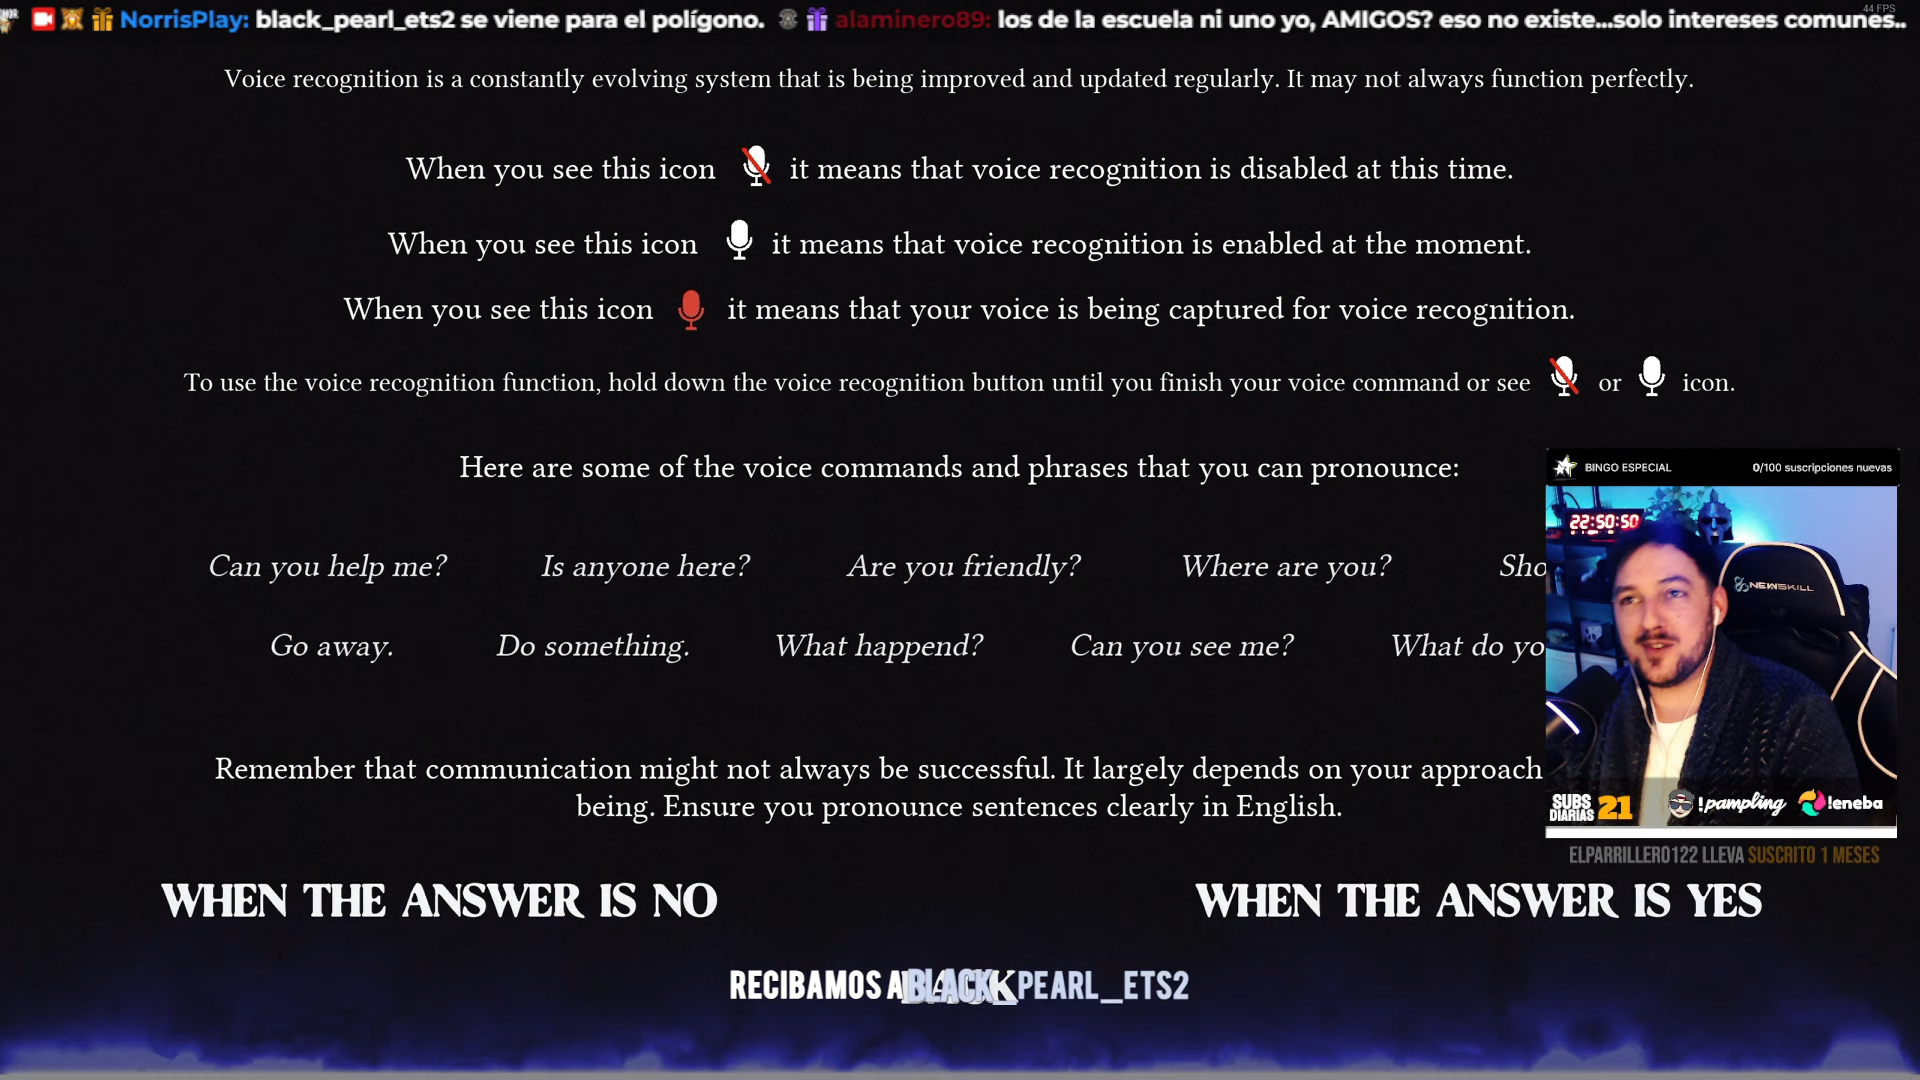 44 FPS
NorrisPlay: black_pearl_ets2 se viene para el polígono. alaminero89: los de la escuela ni uno yo, AMIGOS? eso no existe...solo intereses comunes..
Voice recognition is a constantly evolving system that is being improved and updated regularly. It may not always function perfectly.
When you see this icon it means that voice recognition is disabled at this time.
When you see this icon it means that voice recognition is enabled at the moment.
When you see this icon it means that your voice is being captured for voice recognition.
To use the voice recognition function, hold down the voice recognition button until you finish your voice command or see or icon.
Here are some of the voice commands and phrases that you can pronounce:
BINGO ESPECIAL 0/100 suscripciones nuevas
22:50:50
Can you help me? Is anyone here? Are you friendly? Where are you? Sho
NEWSKILL
Go away. Do something. What happend? Can you see me? What do yo
Remember that communication might not always be successful. It largely depends on your approach
being. Ensure you pronounce sentences clearly in English.
SUBS DIARIAS 21 !pampling !eneba
ELPARRILLERO122 LLEVA SUSCRITO 1 MESES
WHEN THE ANSWER IS NO WHEN THE ANSWER IS YES
RECIBAMOS A BLACK_PEARL_ETS2